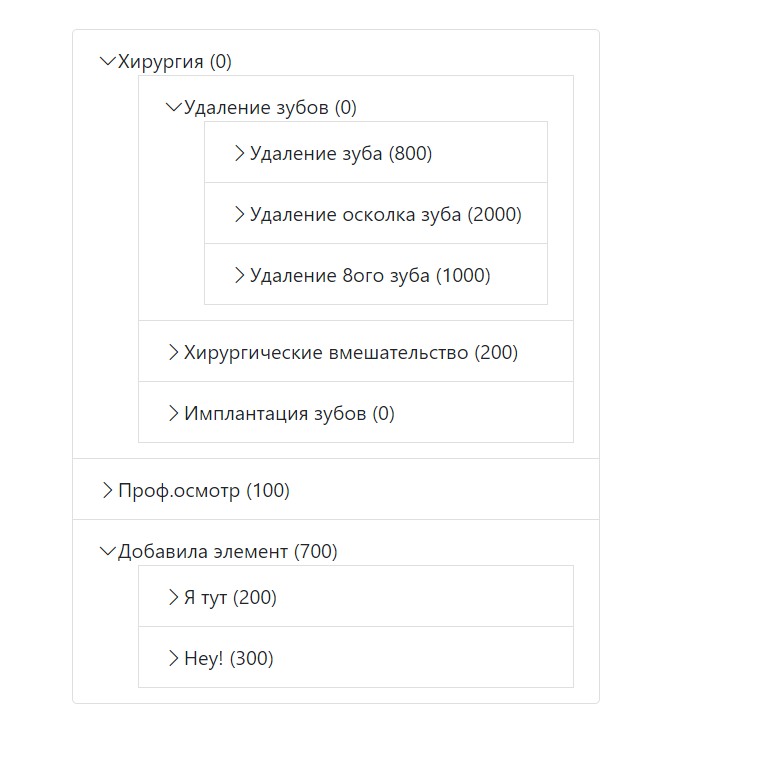 Хирургия (0)
Удаление зубов (0)
Удаление зуба (800)
Удаление осколка зуба (2000)
Удаление 8ого зуба (1000)
Хирургические вмешательство (200)
Имплантация зубов (0)
Проф.осмотр (100)
Добавила элемент (700)
Я тут (200)
Hey! (300)